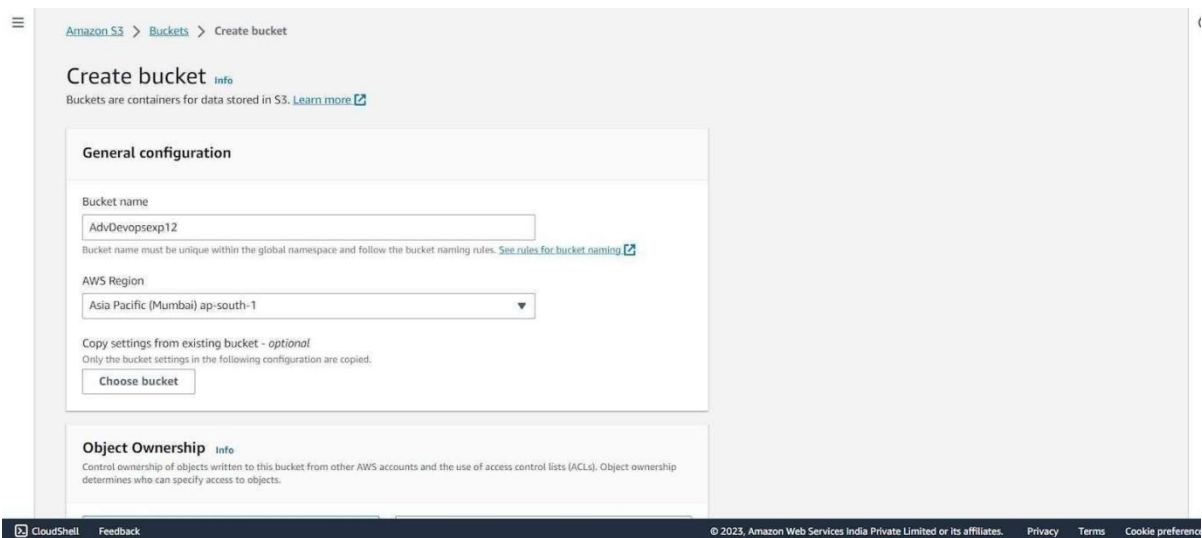 Amazon S3 > Buckets > Create bucket
Create bucket Info
Buckets are containers for data stored in S3. Learn more
General configuration
Bucket name
AdvDevopsexp12
Bucket name must be unique within the global namespace and follow the bucket naming rules. See rules for bucket naming
AWS Region
Asia Pacific (Mumbai) ap-south-1
Copy settings from existing bucket - optional
Only the bucket settings in the following configuration are copied.
Choose bucket
Object Ownership Info
Control ownership of objects written to this bucket from other AWS accounts and the use of access control lists (ACLs). Object ownership
determines who can specify access to objects.
CloudShell Feedback © 2023, Amazon Web Services India Private Limited or its affiliates. Privacy Terms Cookie preferenc